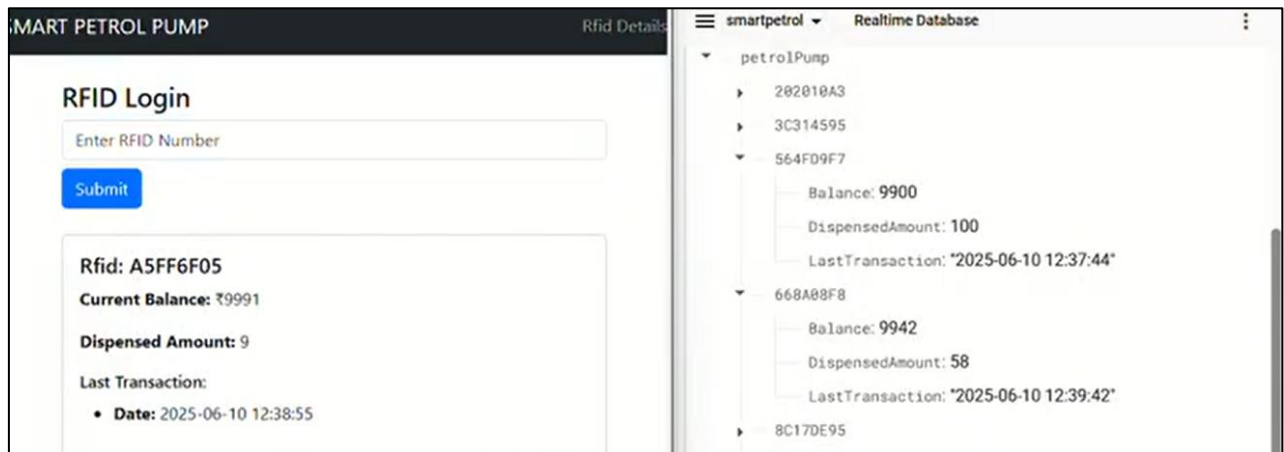 SMART PETROL PUMP
Rfid Details
RFID Login
Enter RFID Number
Submit
Rfid: A5FF6F05
Current Balance: ₹9991
Dispensed Amount: 9
Last Transaction:
• Date: 2025-06-10 12:38:55
smartpetrol
Realtime Database
petrolPump
202010A3
3C314595
564FD9F7
Balance: 9900
DispensedAmount: 100
LastTransaction: "2025-06-10 12:37:44"
668A08F8
Balance: 9942
DispensedAmount: 58
LastTransaction: "2025-06-10 12:39:42"
8C17DE95